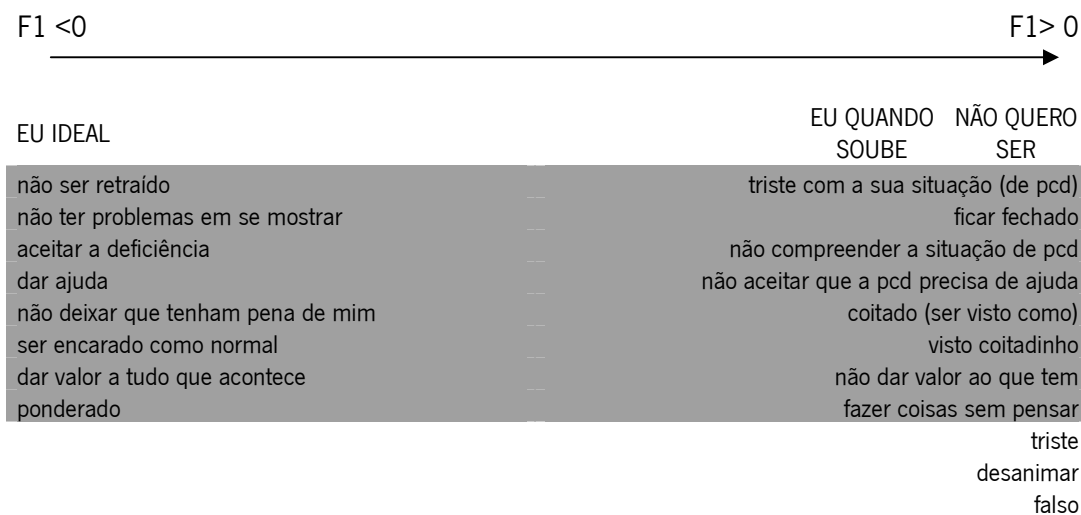 F1 <0 F1> 0
EU IDEAL EU QUANDO SOUBE NÃO QUERO SER
não ser retraído triste com a sua situação (de pcd)
não ter problemas em se mostrar ficar fechado
aceitar a deficiência não compreender a situação de pcd
dar ajuda não aceitar que a pcd precisa de ajuda
não deixar que tenham pena de mim coitado (ser visto como)
ser encarado como normal visto coitadinho
dar valor a tudo que acontece não dar valor ao que tem
ponderado fazer coisas sem pensar
triste
desanimar
falso